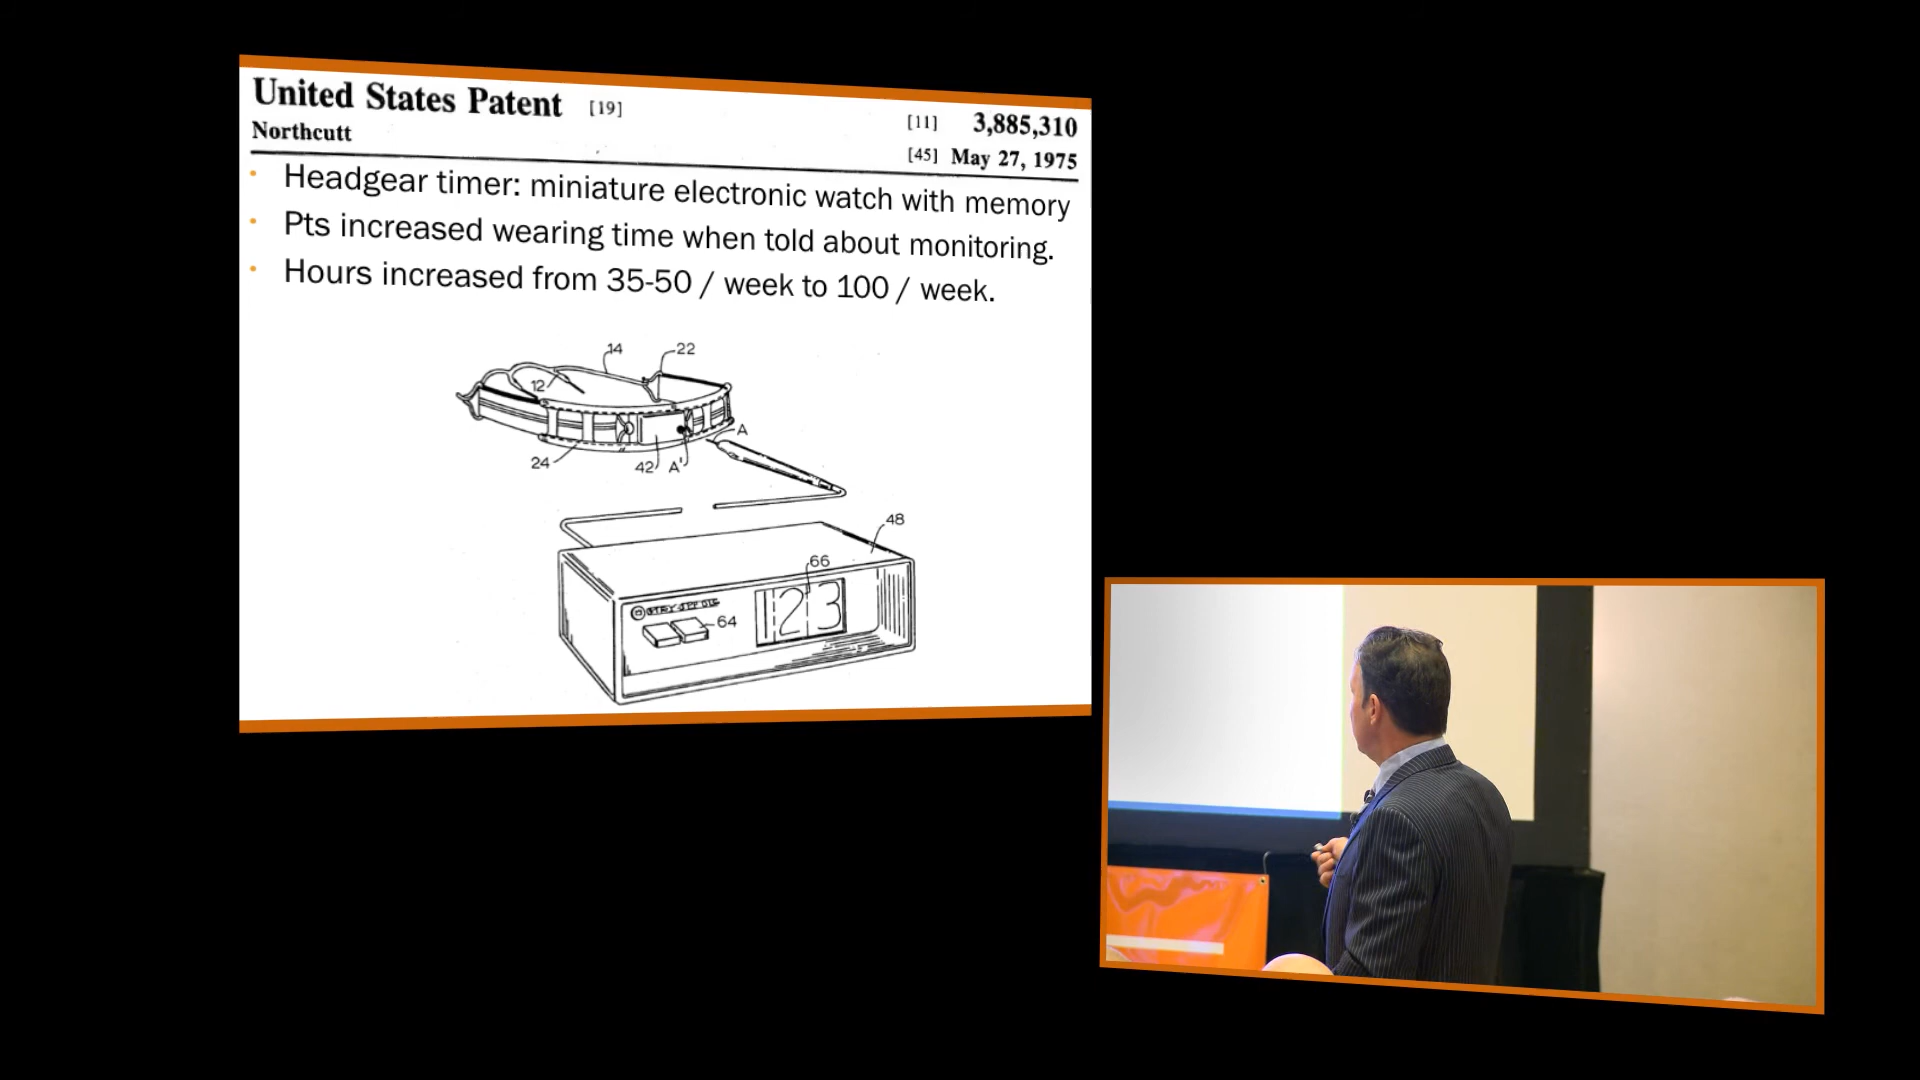 United States Patent [19]
Northcutt
[11] 3,885,310
[45] May 27, 1975
• Headgear timer: miniature electronic watch with memory
• Pts increased wearing time when told about monitoring.
• Hours increased from 35-50 / week to 100 / week.
14
22
12
A
24
42
A'
48
66
64
123